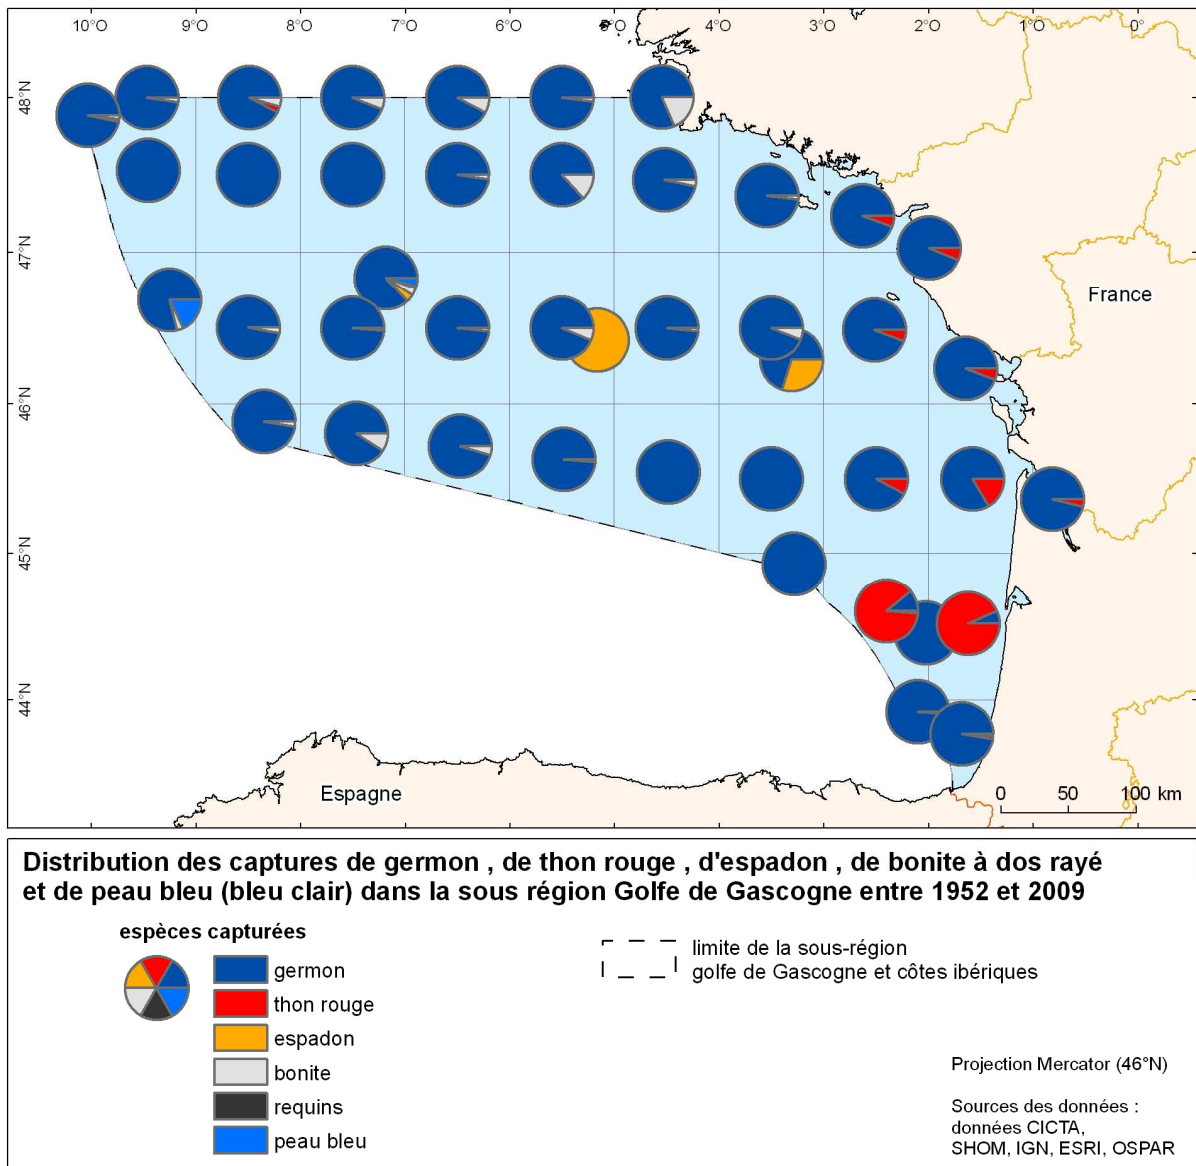 10°O 9°O 8°O 7°O 6°O 4°O 3°O 2°O 1°O 0°
48°N
47°N
France
46°N
45°N
44°N
Espagne
0 50 100 km
Distribution des captures de germon , de thon rouge , d'espadon , de bonite à dos rayé
et de peau bleu (bleu clair) dans la sous région Golfe de Gascogne entre 1952 et 2009
espèces capturées
germon
thon rouge
espadon
bonite
requins
peau bleu
limite de la sous-région
golfe de Gascogne et côtes ibériques
Projection Mercator (46°N)
Sources des données :
données CICTA,
SHOM, IGN, ESRI, OSPAR